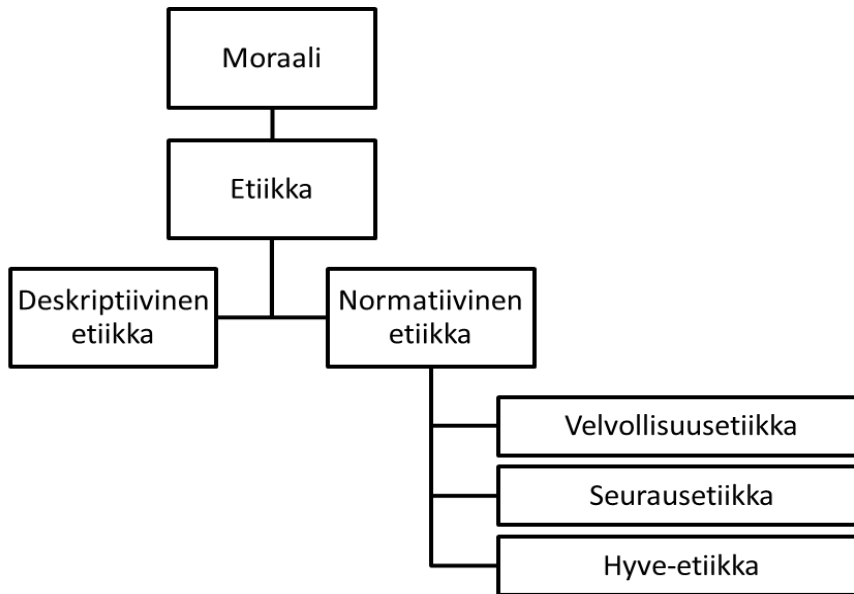 Moraali
Etiikka
Deskriptiivinen
etiikka
Normatiivinen
etiikka
Velvollisuusetiikka
Seurausetiikka
Hyve-etiikka